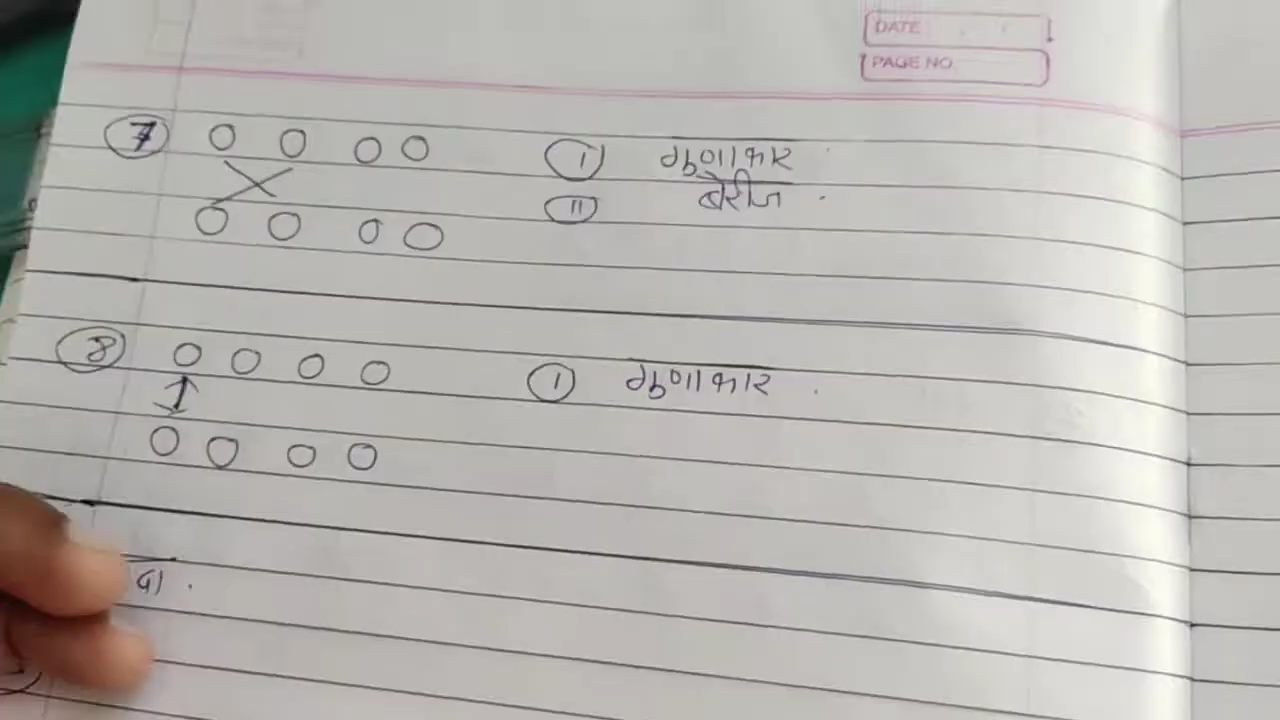 DATE
PAGE NO.
7 O O O O I गुणाकार
II बेरीज .
O O O O
8 O O O O I गुणाकार .
O O O O